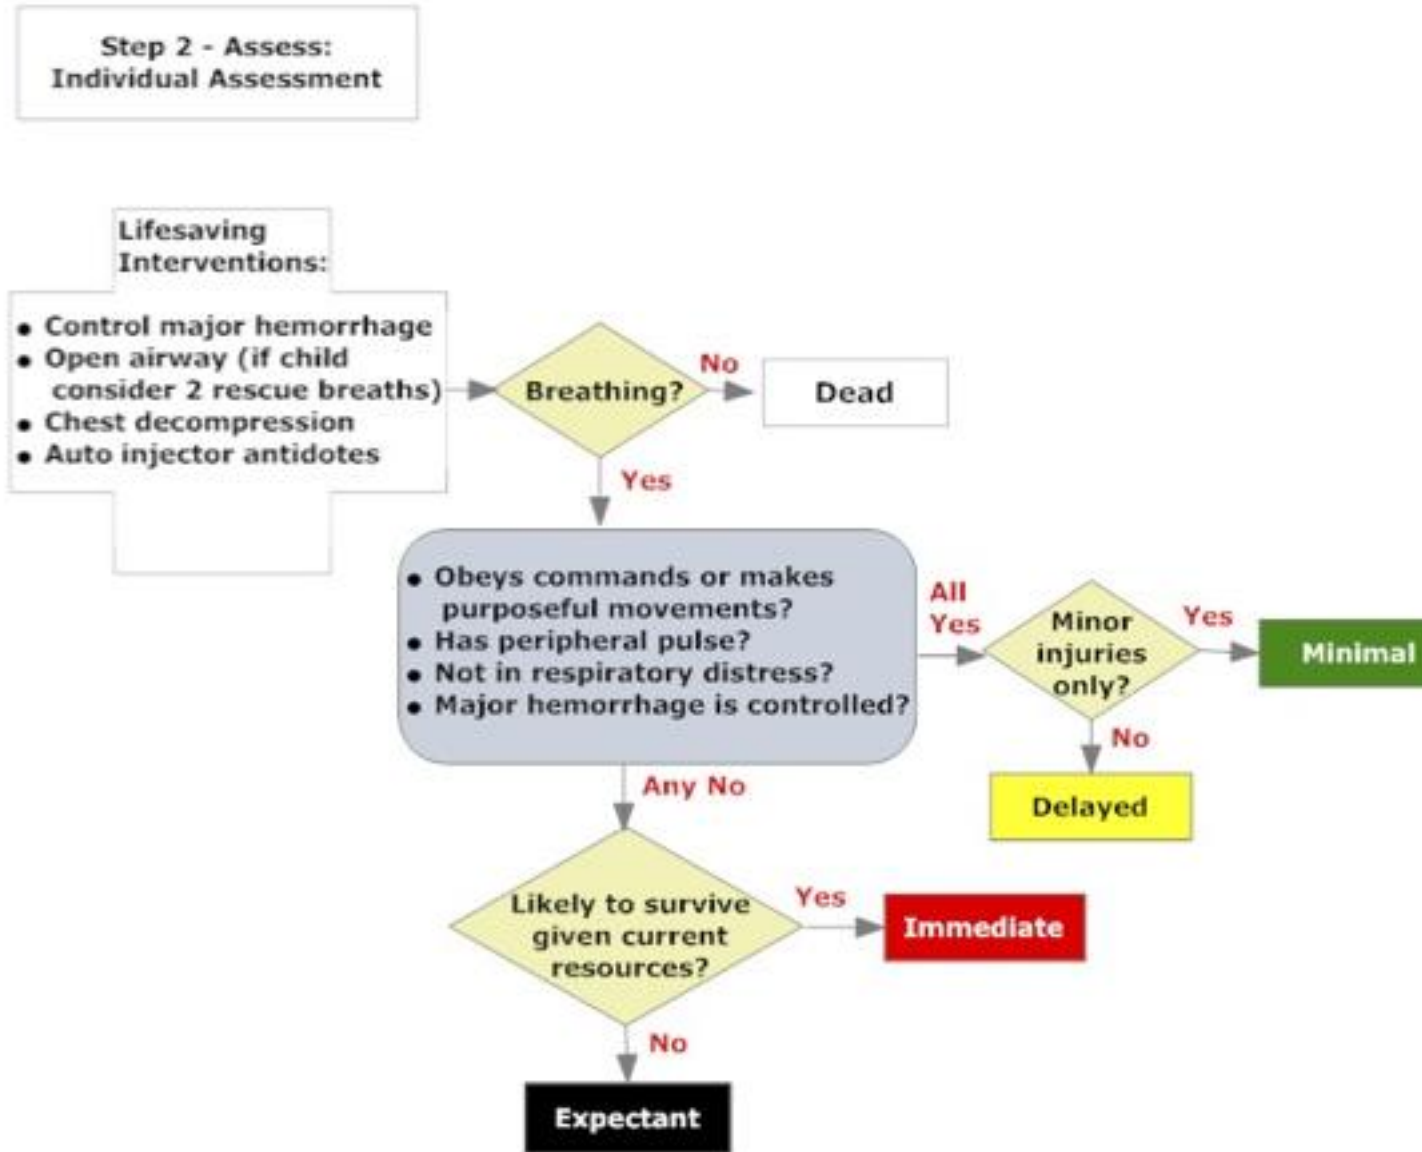 Step 2 - Assess:
Individual Assessment
Lifesaving
Interventions:
● Control major hemorrhage
● Open airway (if child
consider 2 rescue breaths)
● Chest decompression
● Auto injector antidotes
Breathing?
No
Dead
Yes
● Obeys commands or makes
purposeful movements?
● Has peripheral pulse?
● Not in respiratory distress?
● Major hemorrhage is controlled?
All
Yes
Minor
injuries
only?
Yes
Minimal
No
Delayed
Any No
Likely to survive
given current
resources?
Yes
Immediate
No
Expectant